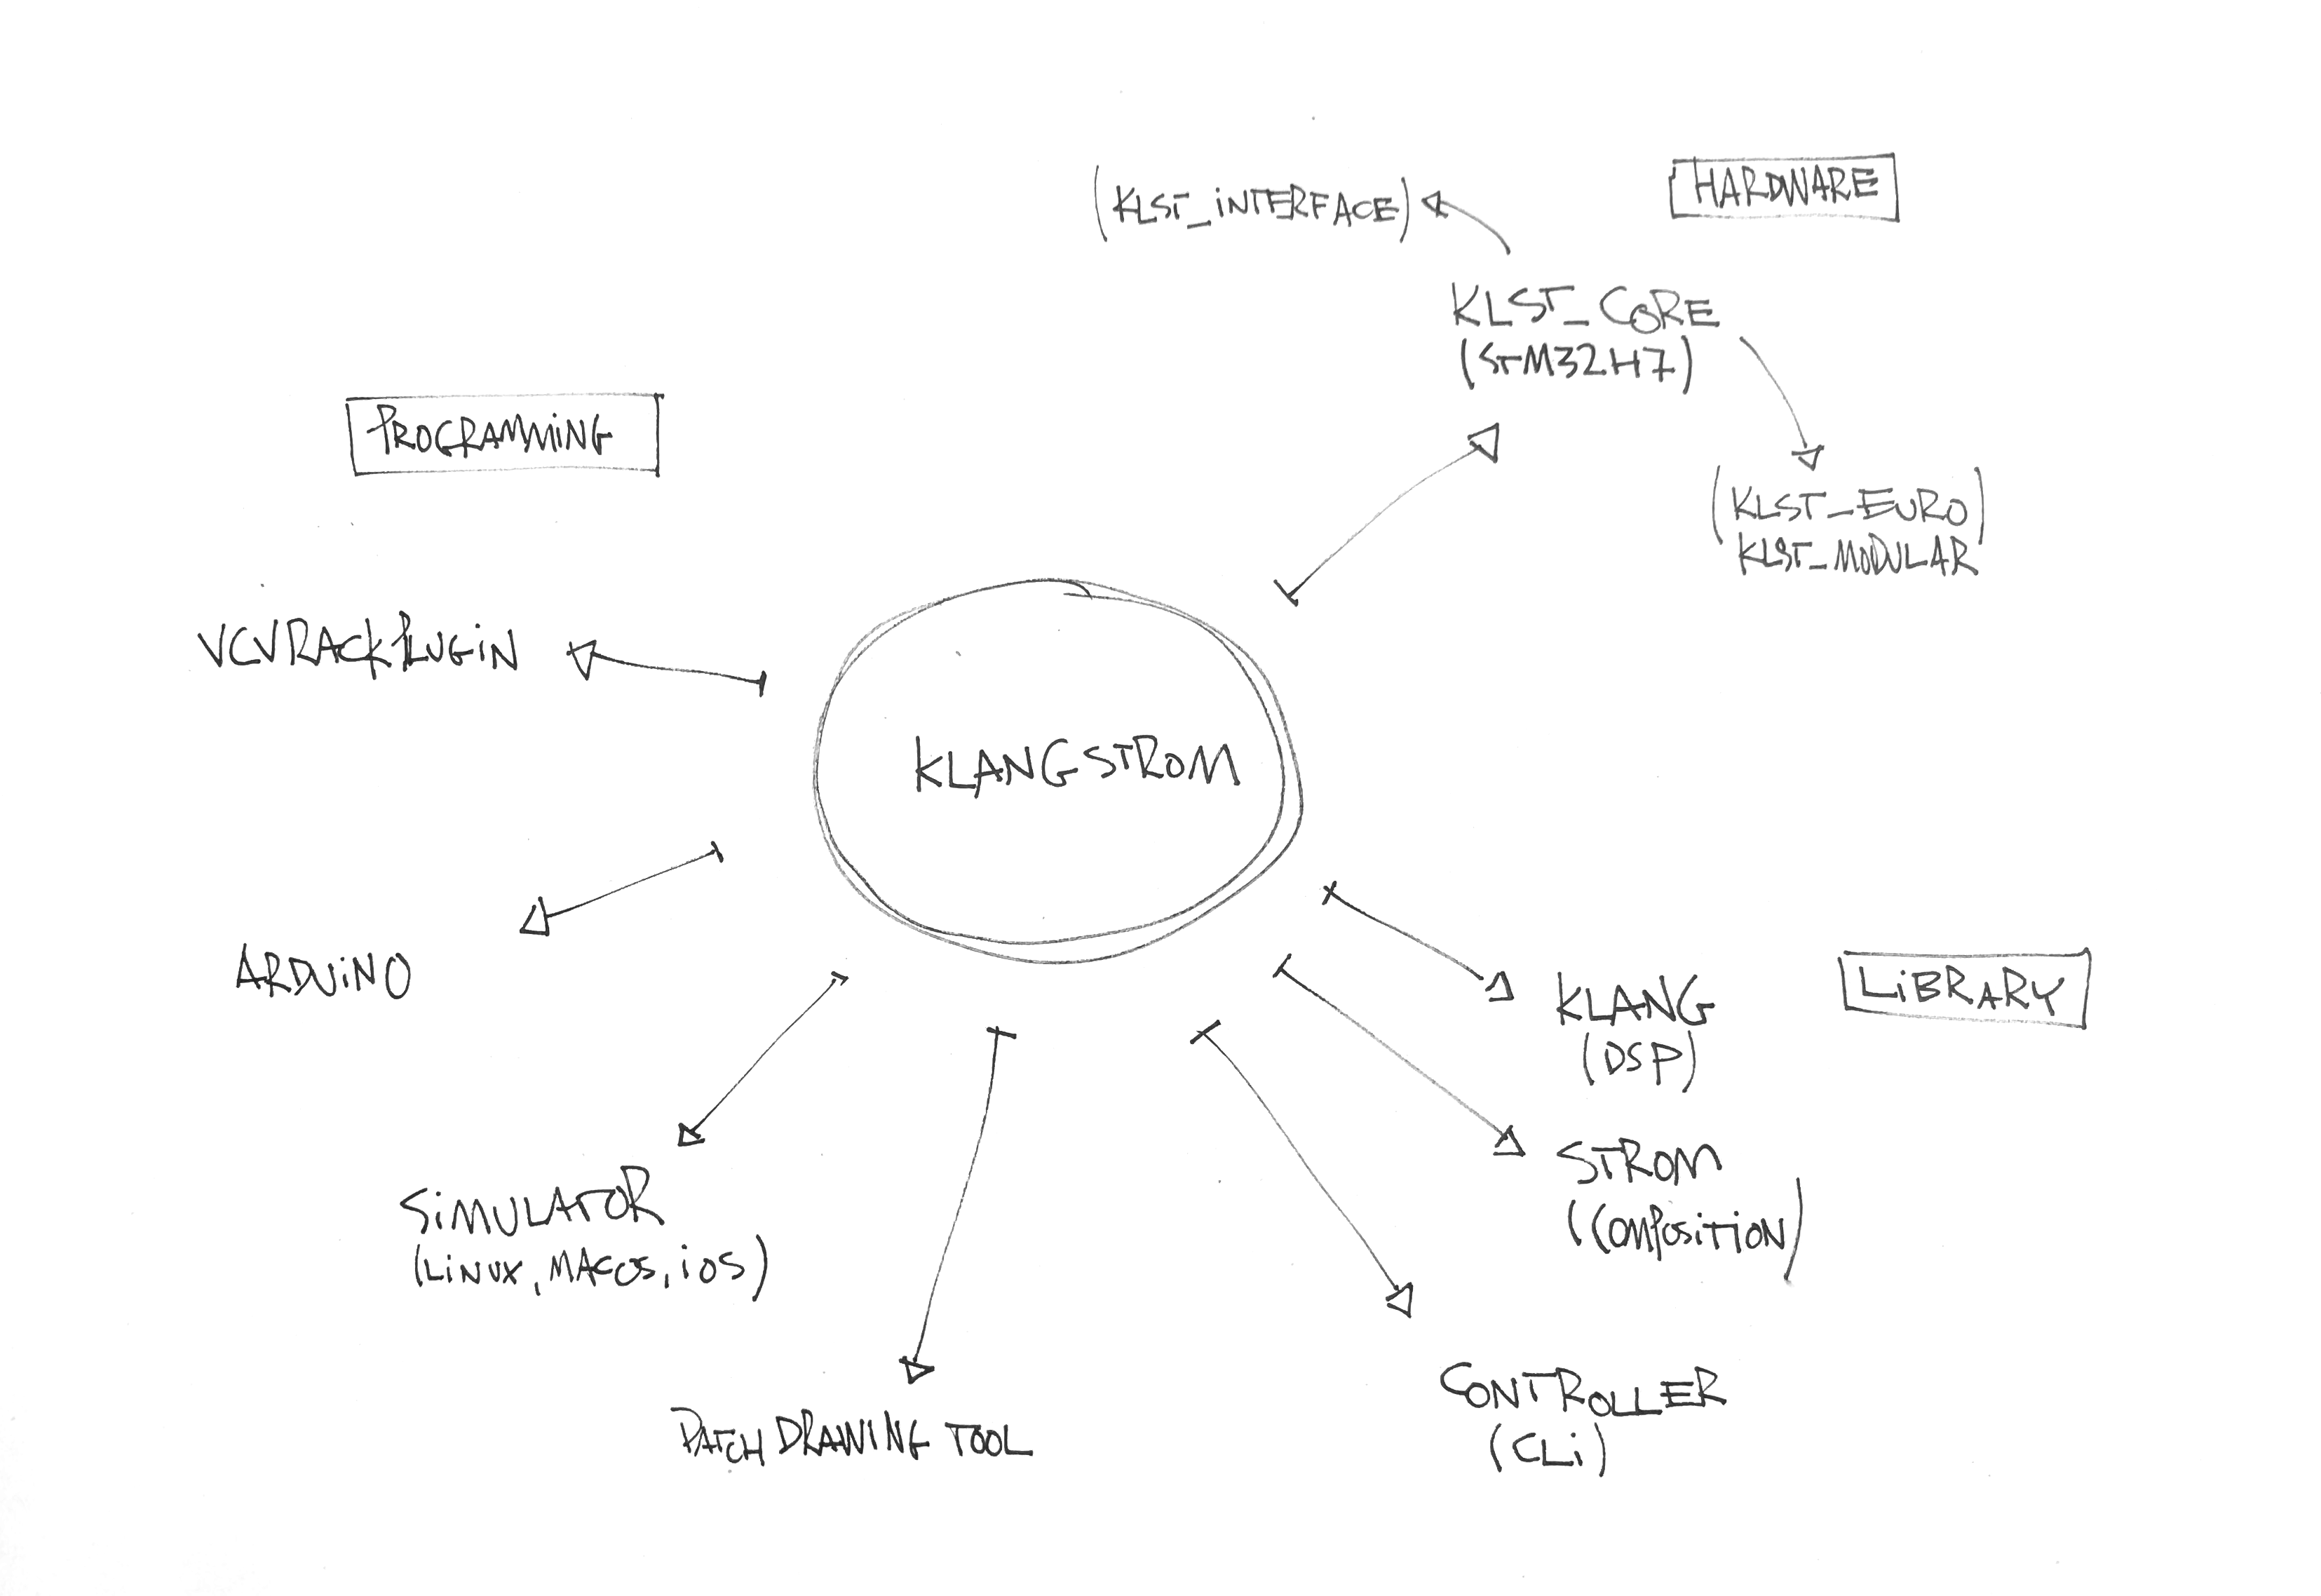 HARDWARE
(KLST_iNTERFACE)
KLST_CORE
(STM32H7)
PROGRAMMiNG
(KLST_EURO)
KLST_MODULAR
VCVRACKPLUGiN
KLANGSTROM
ARDUiNO
LiBRARY
KLANG
(DSP)
STROM
(COMPOSiTiON)
SiMULATOR
(LiNUX, MACOS, iOS)
CONTROLLER
(CLi)
PATCH DRAWING TOOL